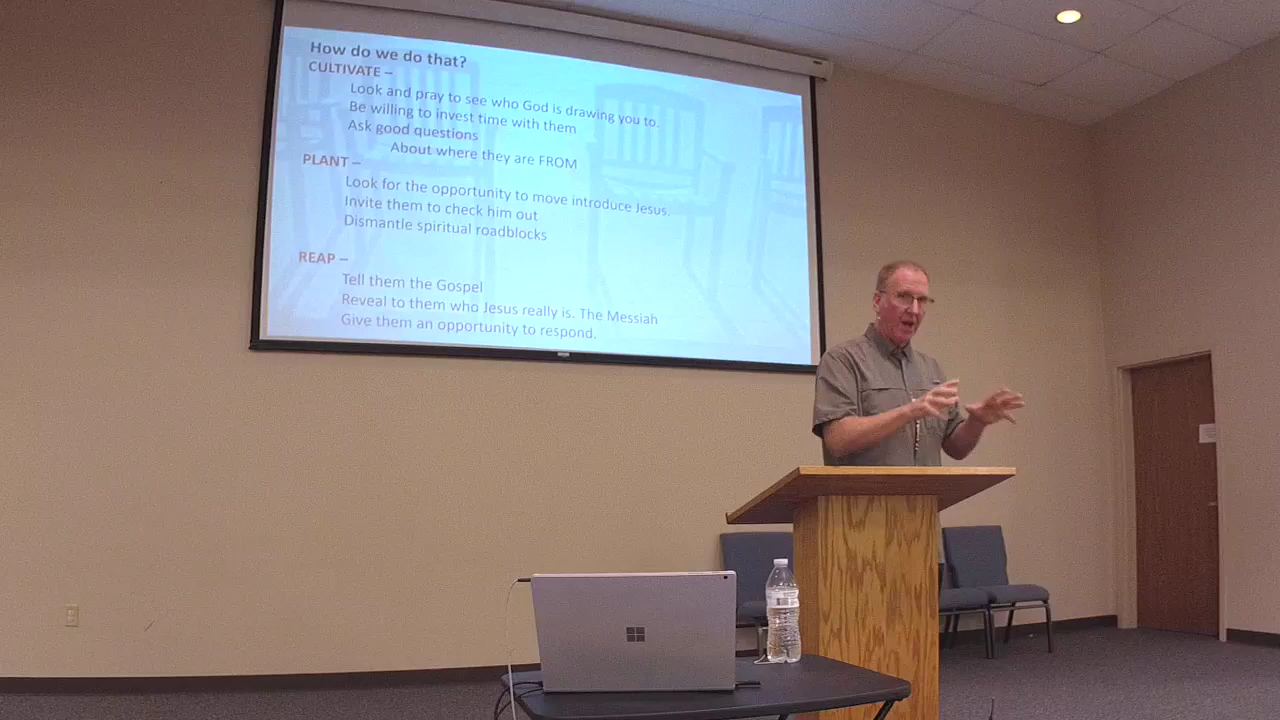 How do we do that?
CULTIVATE –
Look and pray to see who God is drawing you to.
Be willing to invest time with them
Ask good questions
About where they are FROM
PLANT –
Look for the opportunity to move introduce Jesus.
Invite them to check him out
Dismantle spiritual roadblocks
REAP –
Tell them the Gospel
Reveal to them who Jesus really is. The Messiah
Give them an opportunity to respond.